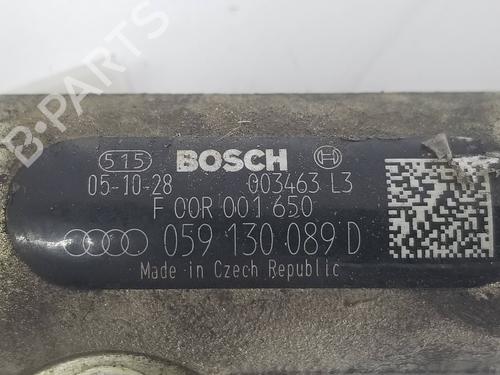 B-PARTS
515 BOSCH
05-10-28 003463 L3
F 00R 001 650
059 130 089 D
Made in Czech Republic